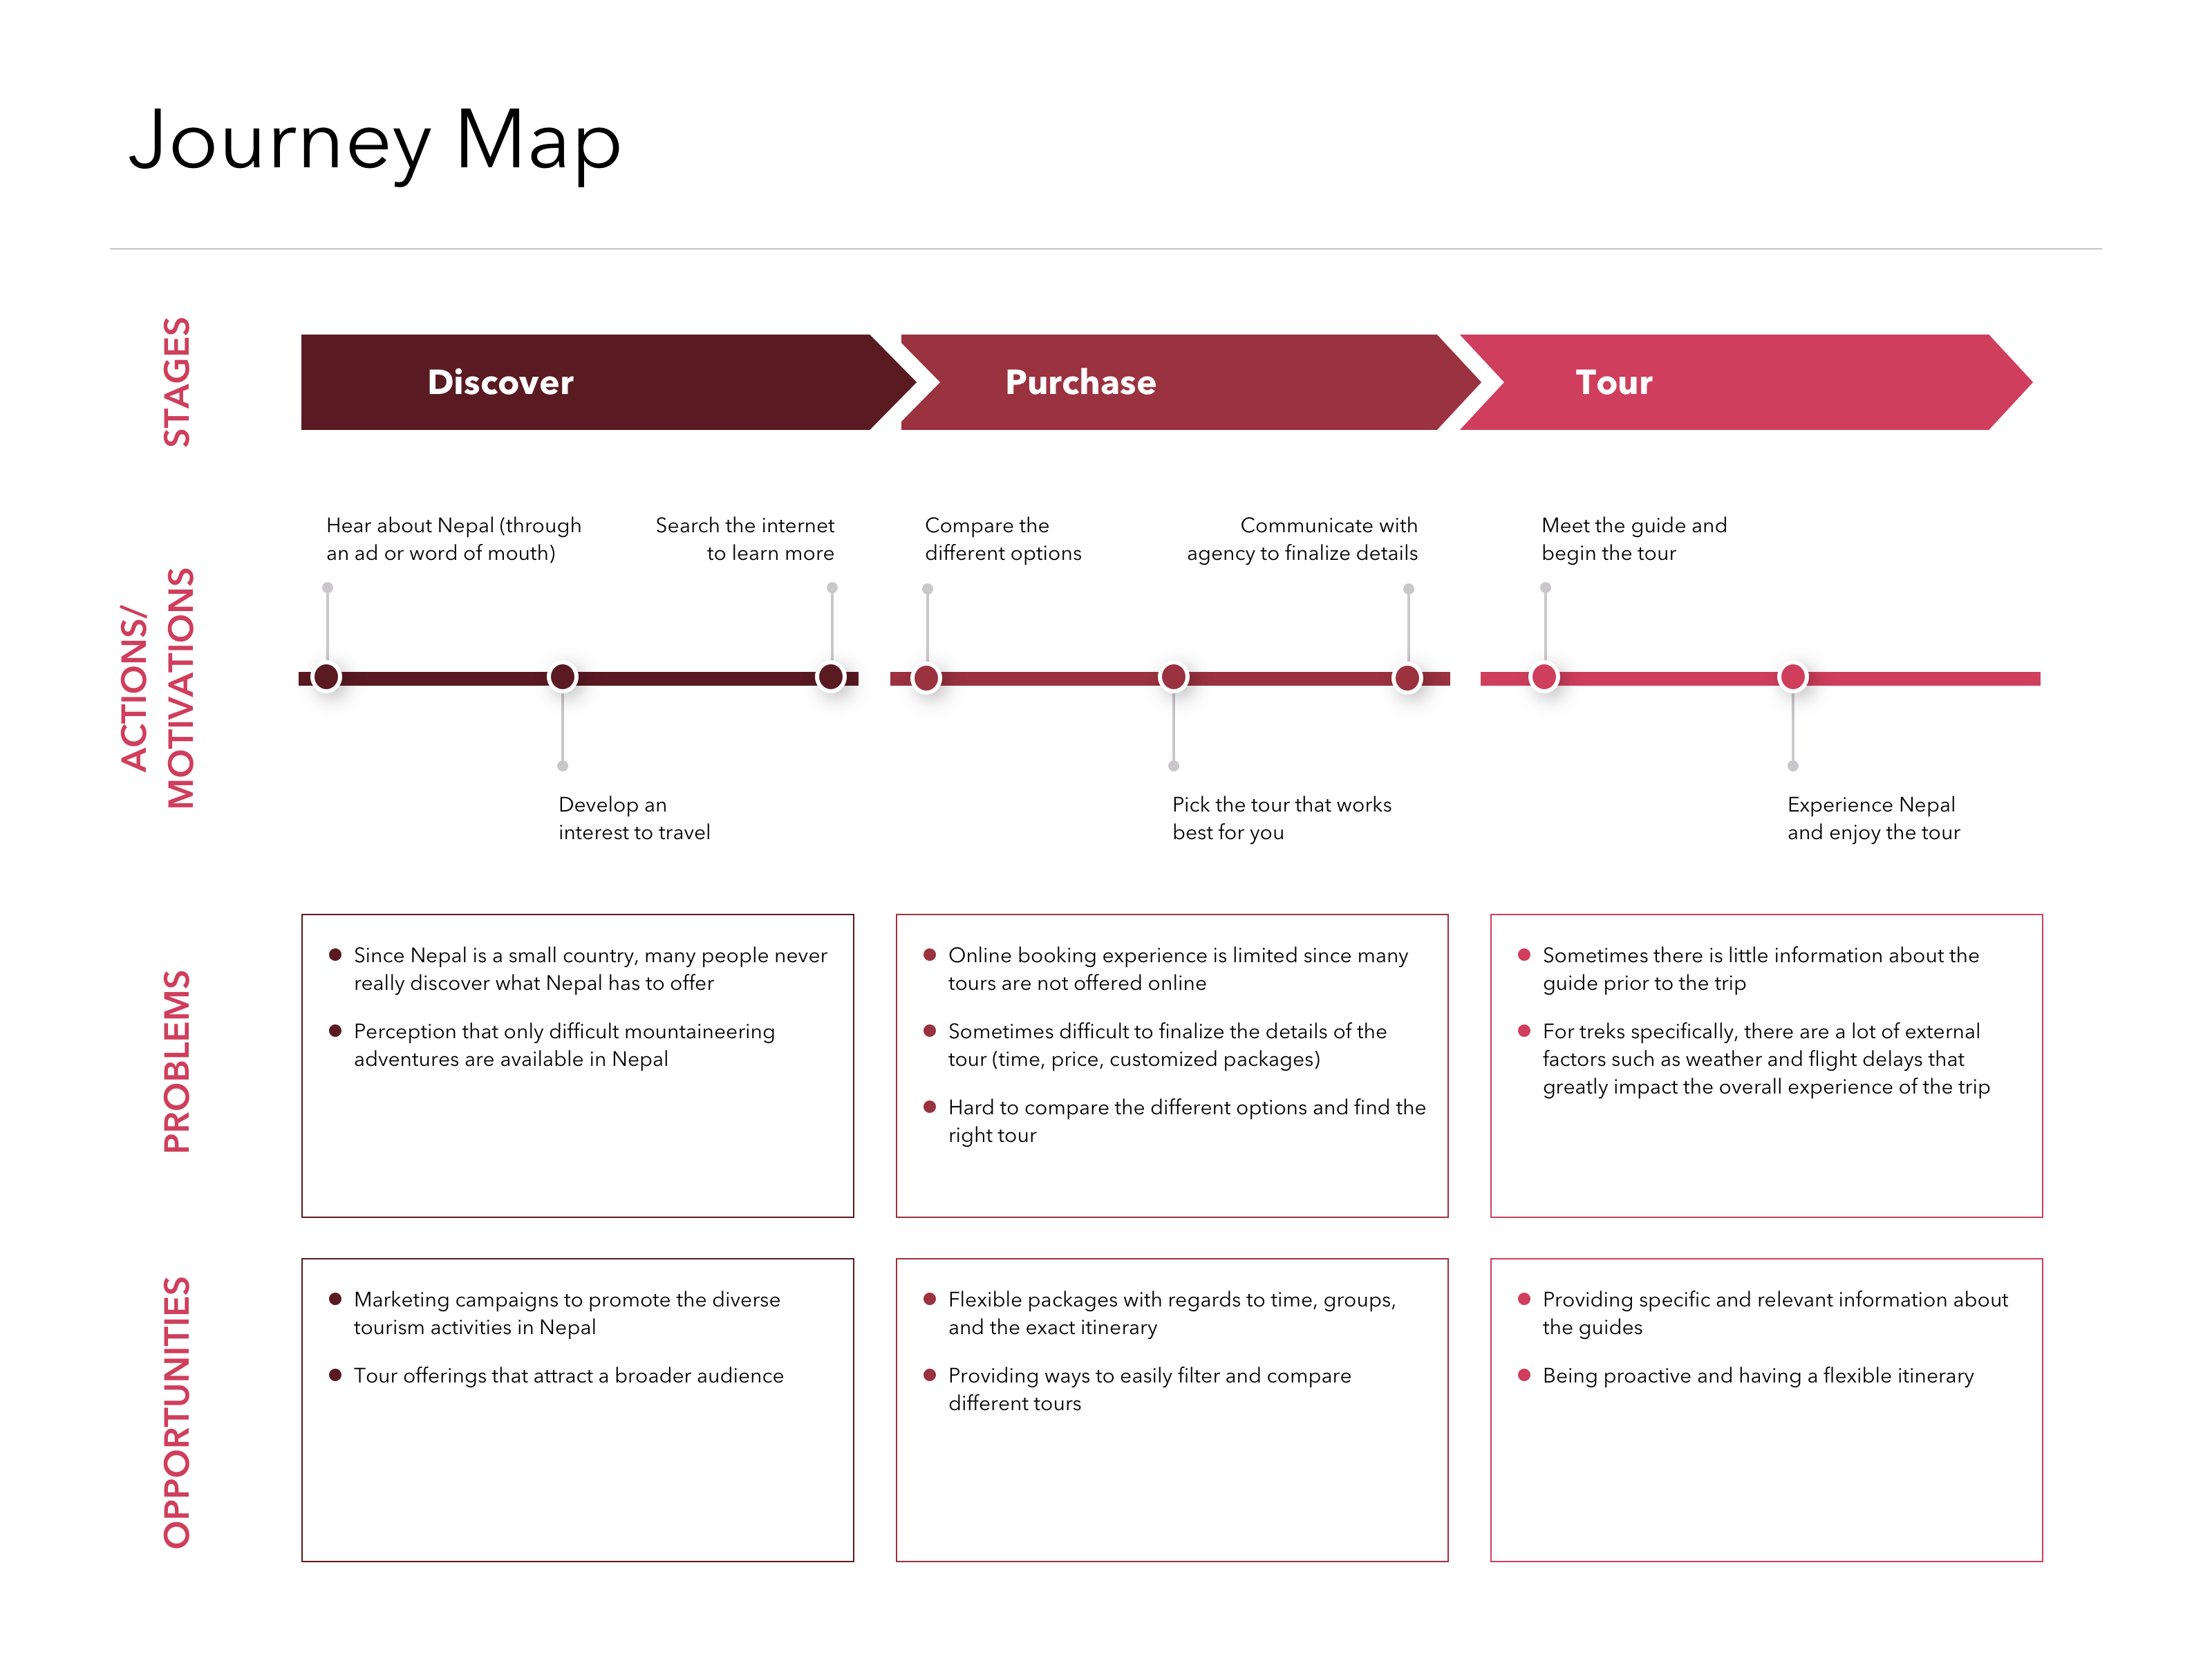 Journey Map
STAGES
Discover
Purchase
Tour
ACTIONS/
MOTIVATIONS
Hear about Nepal (through
an ad or word of mouth)
Develop an
interest to travel
Search the internet
to learn more
Compare the
different options
Pick the tour that works
best for you
Communicate with
agency to finalize details
Meet the guide and
begin the tour
Experience Nepal
and enjoy the tour
PROBLEMS
Since Nepal is a small country, many people never
really discover what Nepal has to offer
Perception that only difficult mountaineering
adventures are available in Nepal
Online booking experience is limited since many
tours are not offered online
Sometimes difficult to finalize the details of the
tour (time, price, customized packages)
Hard to compare the different options and find the
right tour
Sometimes there is little information about the
guide prior to the trip
For treks specifically, there are a lot of external
factors such as weather and flight delays that
greatly impact the overall experience of the trip
OPPORTUNITIES
Marketing campaigns to promote the diverse
tourism activities in Nepal
Tour offerings that attract a broader audience
Flexible packages with regards to time, groups,
and the exact itinerary
Providing ways to easily filter and compare
different tours
Providing specific and relevant information about
the guides
Being proactive and having a flexible itinerary